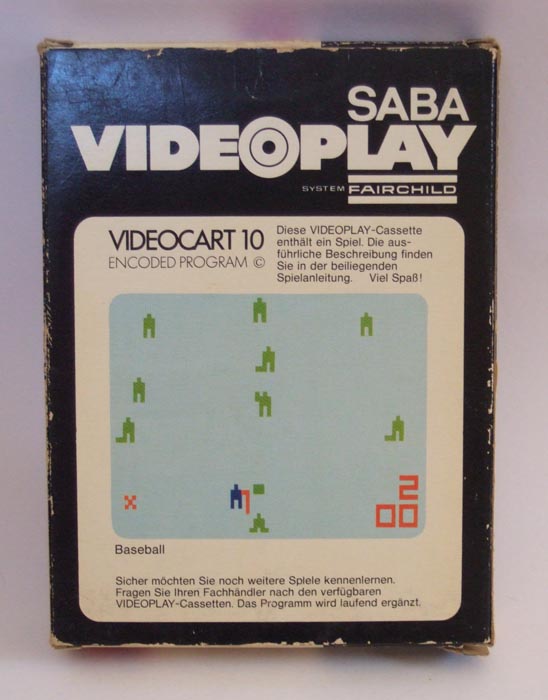 SABA
VIDEOPLAY
SYSTEM FAIRCHILD
VIDEOCART 10
ENCODED PROGRAM ©
Diese VIDEOPLAY-Cassette
enthält ein Spiel. Die aus-
führliche Beschreibung finden
Sie in der beiliegenden
Spielanleitung. Viel Spaß!
2
00
Baseball
Sicher möchten Sie noch weitere Spiele kennenlernen.
Fragen Sie Ihren Fachhändler nach den verfügbaren
VIDEOPLAY-Cassetten. Das Programm wird laufend ergänzt.